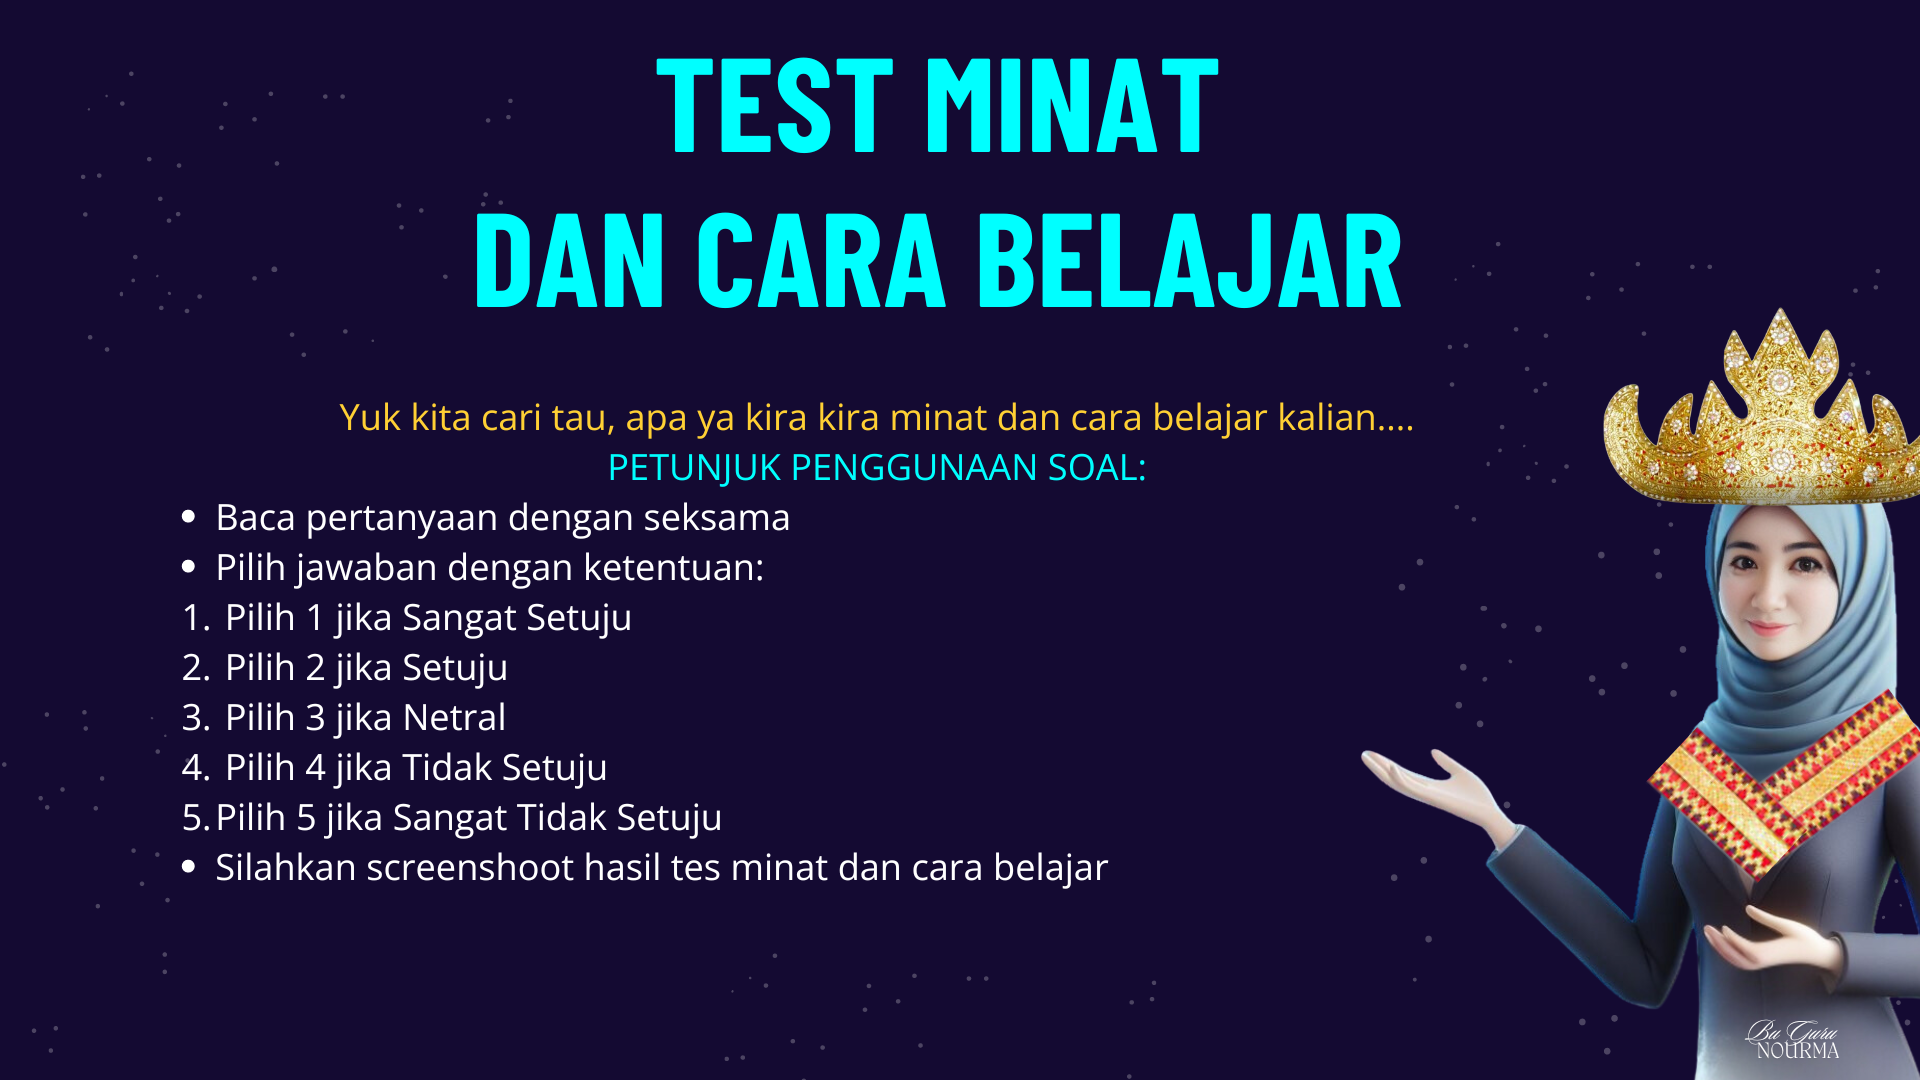 TEST MINAT
DAN CARA BELAJAR
Yuk kita cari tau, apa ya kira kira minat dan cara belajar kalian....
PETUNJUK PENGGUNAAN SOAL:
• Baca pertanyaan dengan seksama
• Pilih jawaban dengan ketentuan:
1. Pilih 1 jika Sangat Setuju
2. Pilih 2 jika Setuju
3. Pilih 3 jika Netral
4. Pilih 4 jika Tidak Setuju
5. Pilih 5 jika Sangat Tidak Setuju
• Silahkan screenshoot hasil tes minat dan cara belajar
Bu Guru
NOURMA